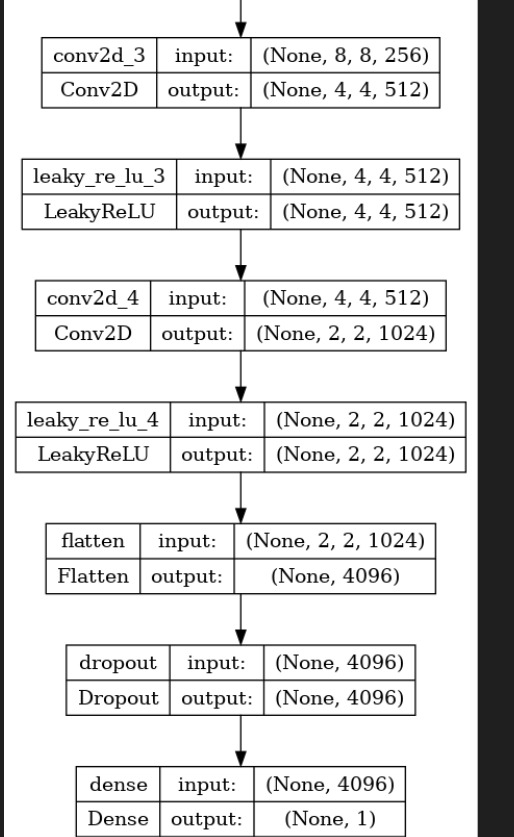 conv2d_3 input: (None, 8, 8, 256)
Conv2D output: (None, 4, 4, 512)
leaky_re_lu_3 input: (None, 4, 4, 512)
LeakyReLU output: (None, 4, 4, 512)
conv2d_4 input: (None, 4, 4, 512)
Conv2D output: (None, 2, 2, 1024)
leaky_re_lu_4 input: (None, 2, 2, 1024)
LeakyReLU output: (None, 2, 2, 1024)
flatten input: (None, 2, 2, 1024)
Flatten output: (None, 4096)
dropout input: (None, 4096)
Dropout output: (None, 4096)
dense input: (None, 4096)
Dense output: (None, 1)